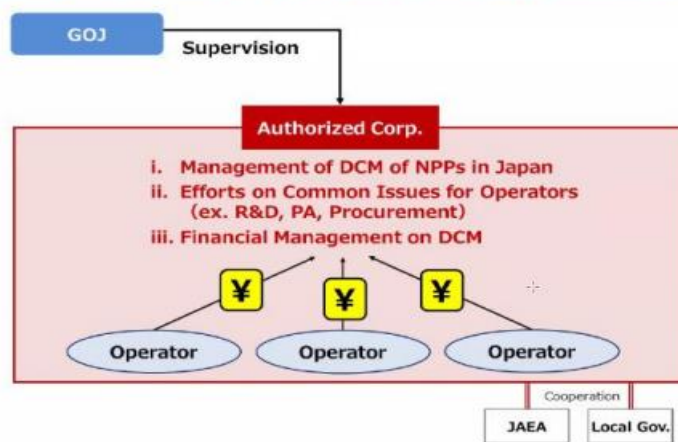 GOJ
Supervision
Authorized Corp.
i. Management of DCM of NPPs in Japan
ii. Efforts on Common Issues for Operators
(ex. R&D, PA, Procurement)
iii. Financial Management on DCM
¥ ¥ ¥
Operator Operator Operator
Cooperation
JAEA Local Gov.